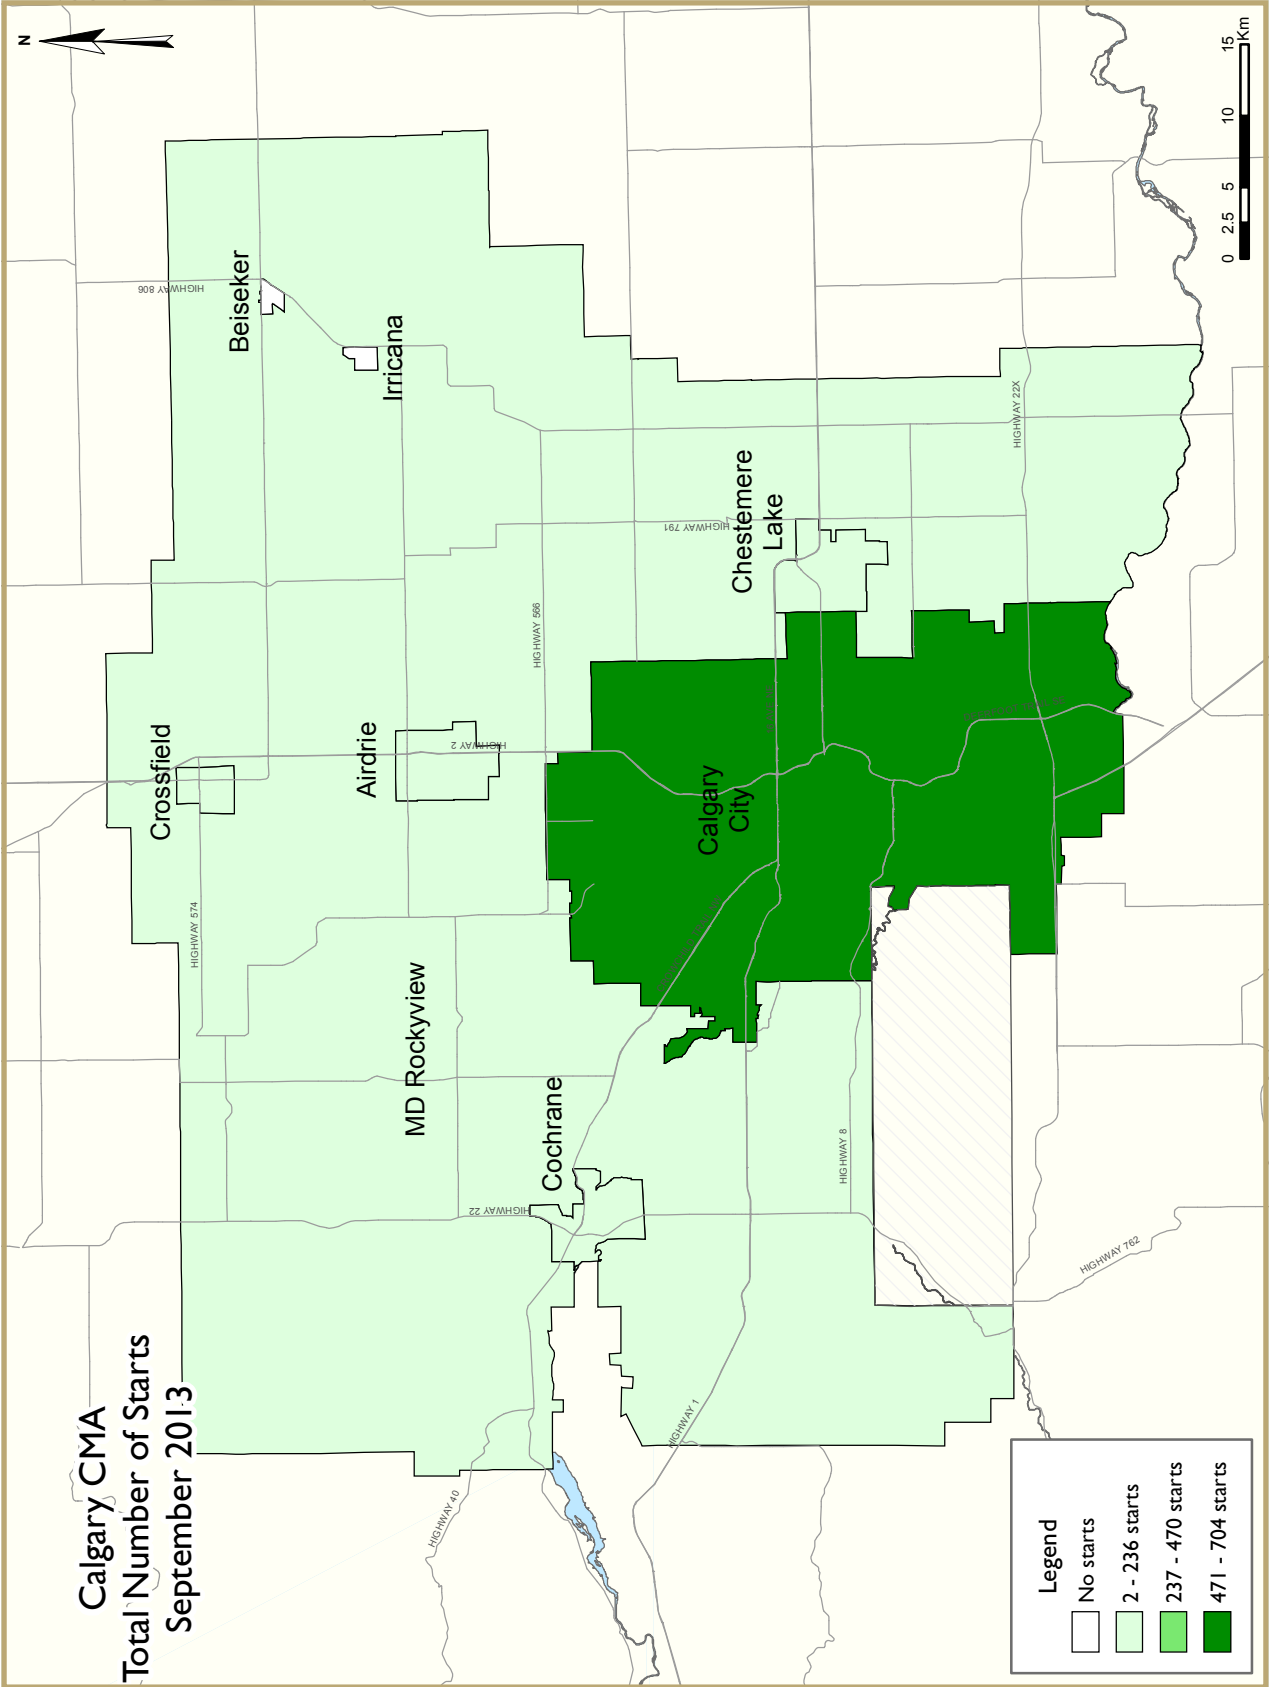 Calgary CMA
Total Number of Starts
September 2013
N
HIGHWAY 574
Crossfield
HIGHWAY 806
Beiseker
Irricana
Airdrie
HIGHWAY 2
HIGHWAY 566
MD Rockyview
Cochrane
HIGHWAY 22
HIGHWAY 40
HIGHWAY 1
Calgary
City
HIGHWAY 791
Chestemere
Lake
HIGHWAY 8
HIGHWAY 22X
HIGHWAY 762
Legend
No starts
2 - 236 starts
237 - 470 starts
471 - 704 starts
0 2.5 5 10 15
Km